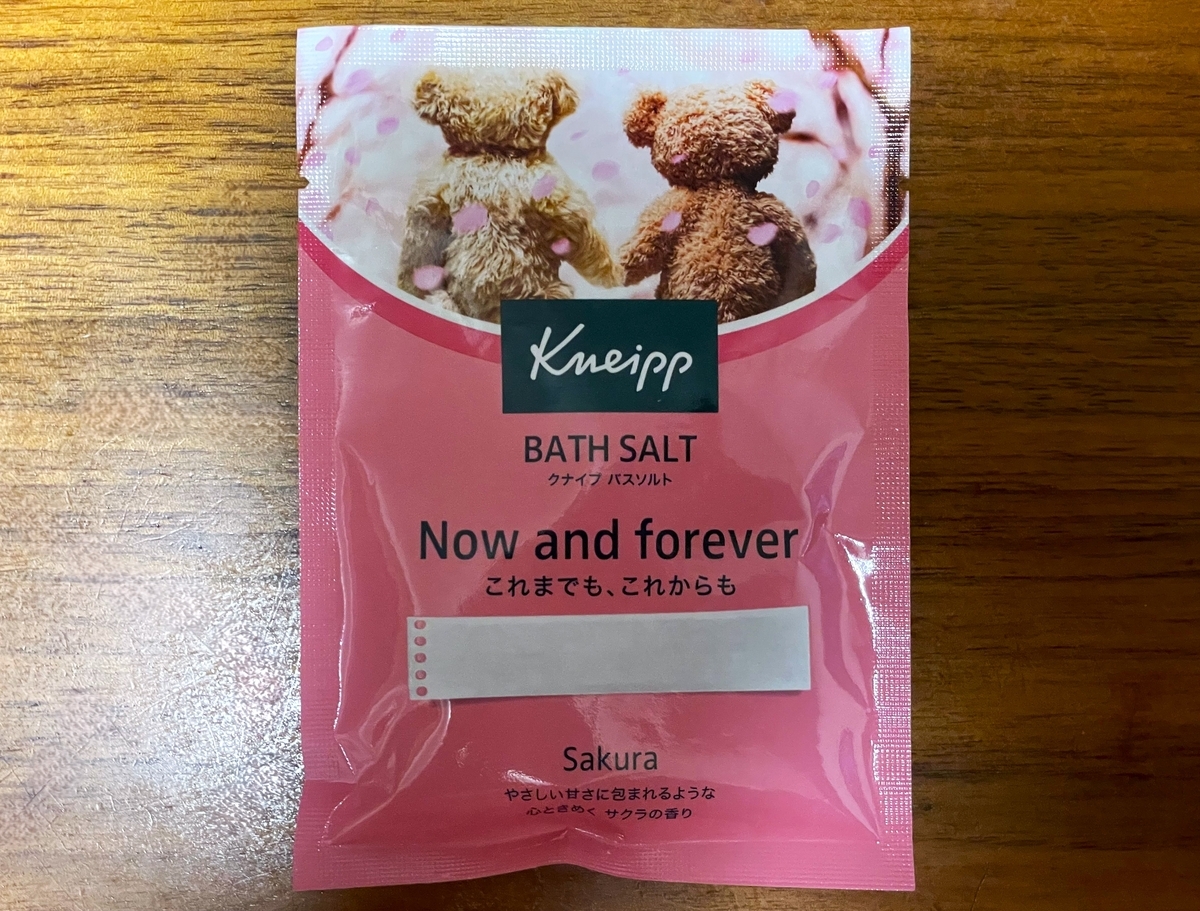 Kneipp
BATH SALT
クナイプ バスソルト
Now and forever
これまでも、これからも
Sakura
やさしい甘さに包まれるような
心ときめく サクラの香り